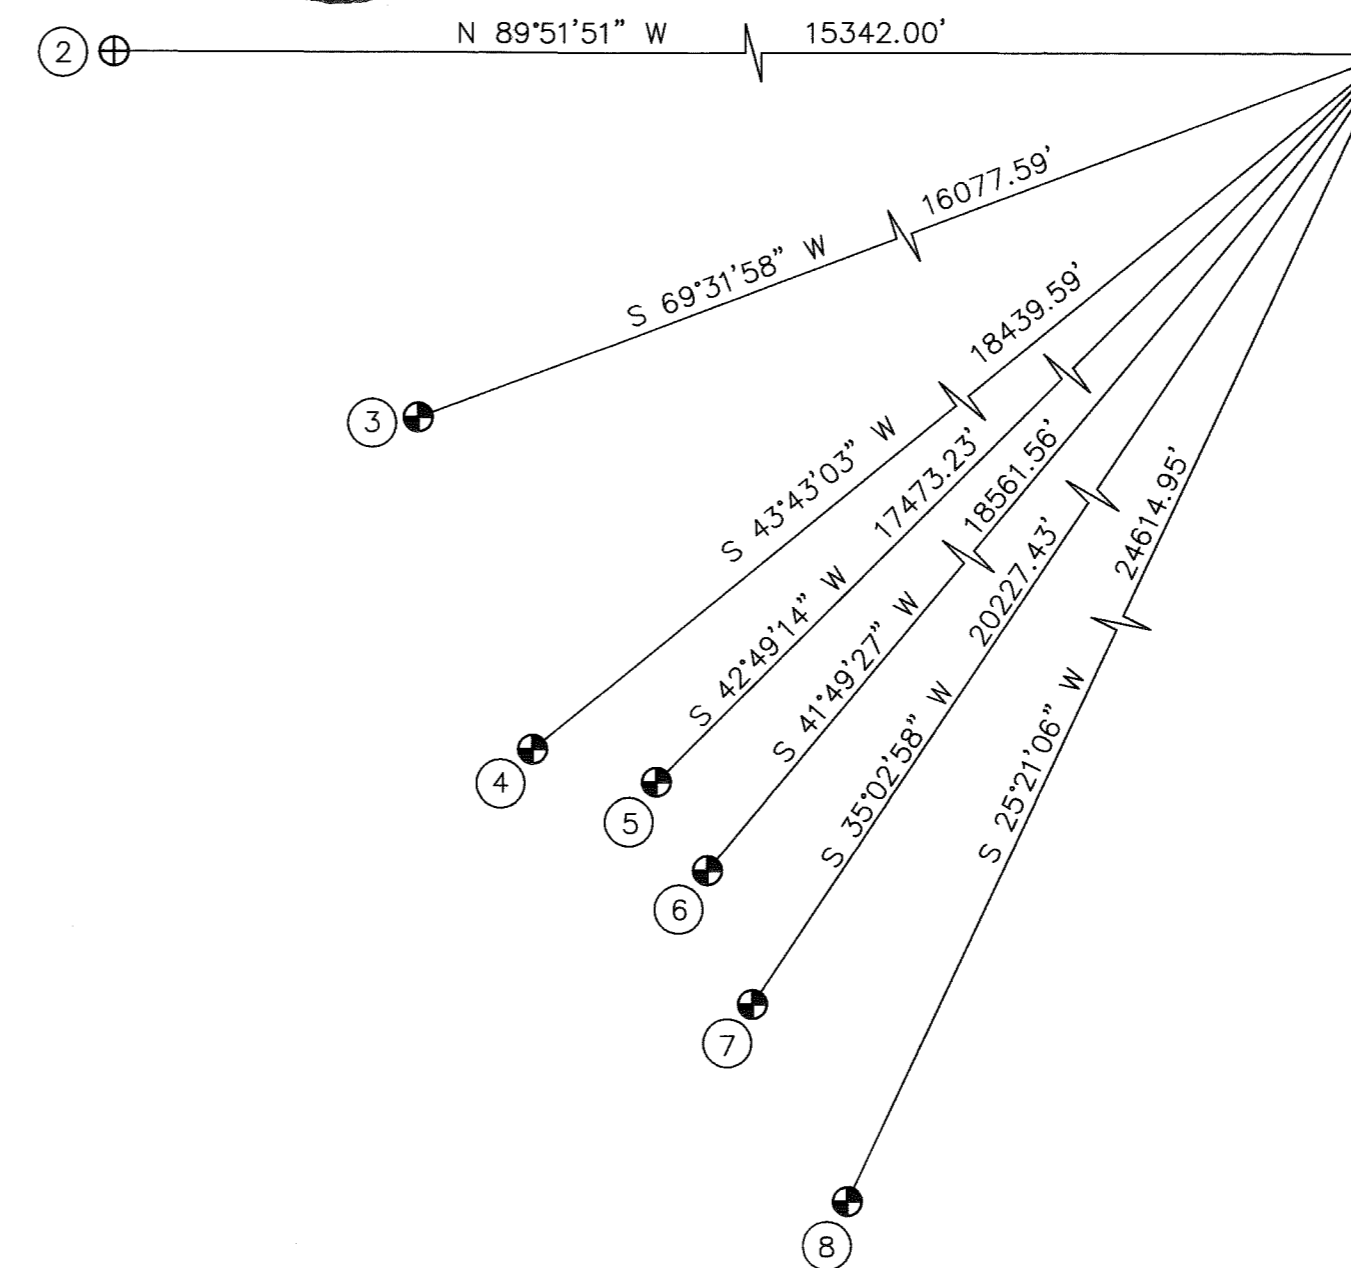 2 N 89°51'51" W 15342.00'
3 S 69°31'58" W 16077.59'
4 S 43°43'03" W 18439.59'
5 S 42°49'14" W 17473.23'
6 S 41°49'27" W 18561.56'
7 S 35°02'58" W 20227.43'
8 S 25°21'06" W 24614.95'